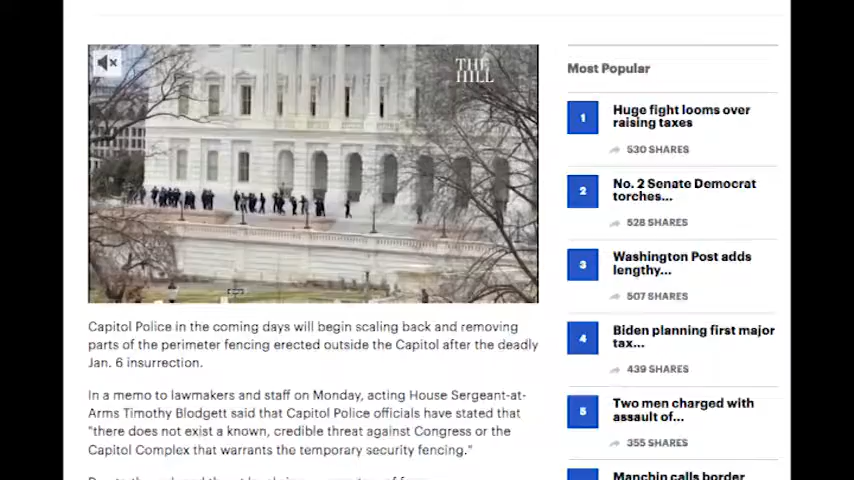 THE
HILL
Capitol Police in the coming days will begin scaling back and removing
parts of the perimeter fencing erected outside the Capitol after the deadly
Jan. 6 insurrection.
In a memo to lawmakers and staff on Monday, acting House Sergeant-at-
Arms Timothy Blodgett said that Capitol Police officials have stated that
"there does not exist a known, credible threat against Congress or the
Capitol Complex that warrants the temporary security fencing."
Most Popular
1
Huge fight looms over
raising taxes
530 SHARES
2
No. 2 Senate Democrat
torches...
528 SHARES
3
Washington Post adds
lengthy...
507 SHARES
4
Biden planning first major
tax...
439 SHARES
5
Two men charged with
assault of...
355 SHARES
Manchin calls border